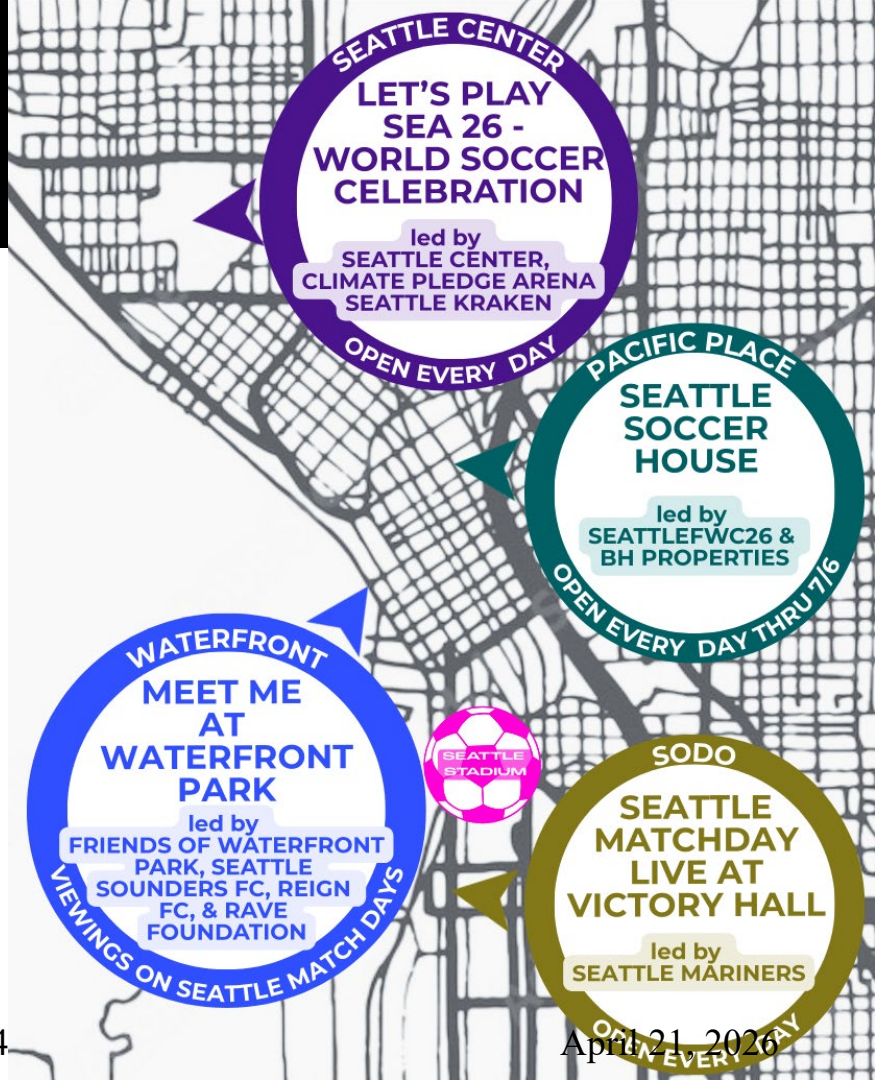 SEATTLE CENTER
LET'S PLAY
SEA 26 -
WORLD SOCCER
CELEBRATION
led by
SEATTLE CENTER,
CLIMATE PLEDGE ARENA
SEATTLE KRAKEN
OPEN EVERY DAY
PACIFIC PLACE
SEATTLE
SOCCER
HOUSE
led by
SEATTLEFWC26 &
BH PROPERTIES
OPEN EVERY DAY THRU 7/6
WATERFRONT
MEET ME
AT
WATERFRONT
PARK
led by
FRIENDS OF WATERFRONT
PARK, SEATTLE
SOUNDERS FC, REIGN
FC, & RAVE
FOUNDATION
VIEWINGS ON SEATTLE MATCH DAYS
SEATTLE
STADIUM
SODO
SEATTLE
MATCHDAY
LIVE AT
VICTORY HALL
led by
SEATTLE MARINERS
OPEN EVERY DAY
4
April 21, 2026